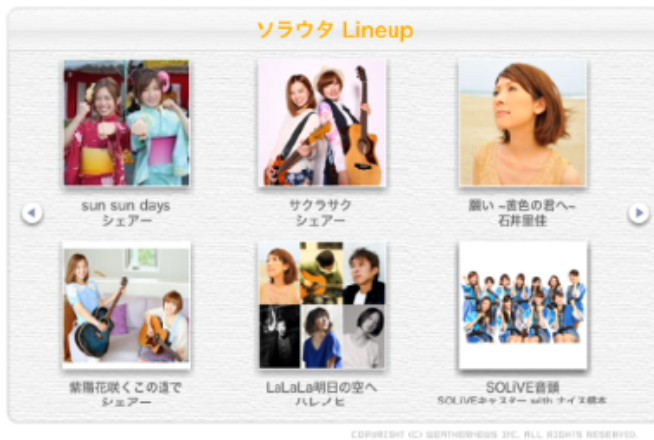 ソラウタ Lineup
sun sun days
シェアー
サクラサク
シェアー
願い ~茜色の君へ~
石井里佳
紫陽花咲くこの道で
シェアー
LaLaLa明日の空へ
ハレノヒ
SOLiVE音頭
SOLiVEキャスター with ナイス橋本
COPYRIGHT (C) WEATHERNEWS INC. ALL RIGHTS RESERVED.